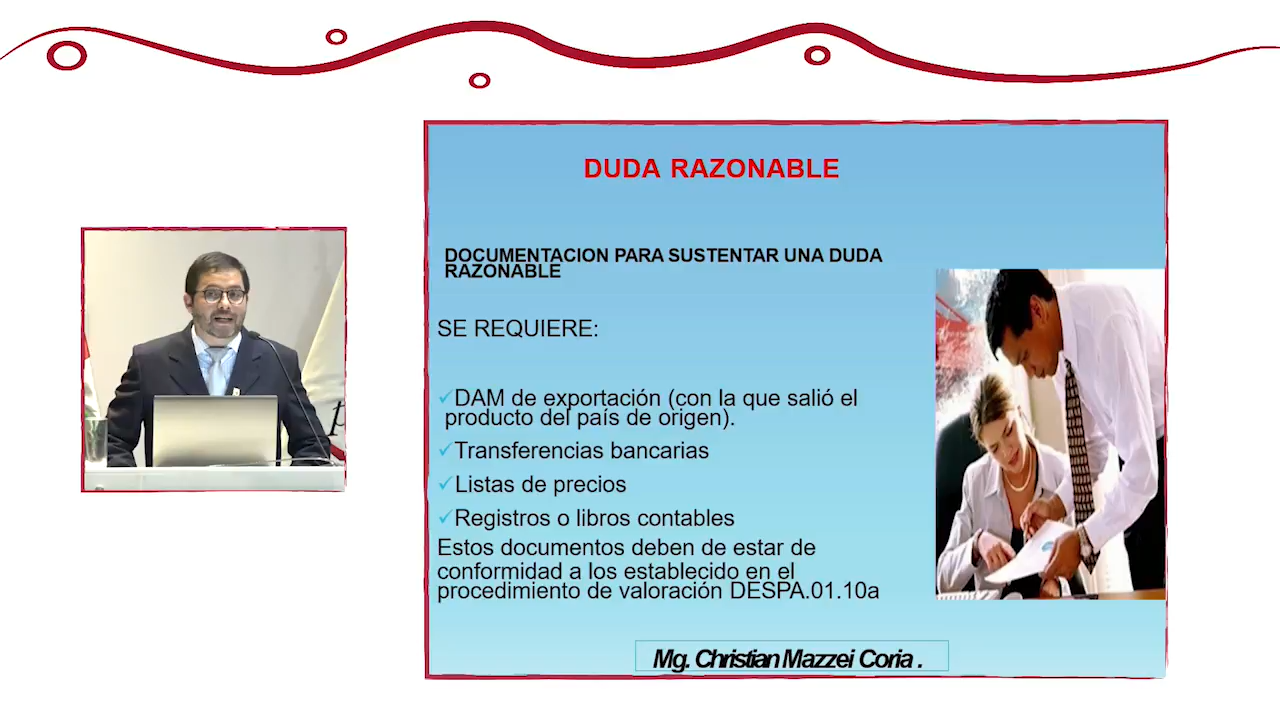 DUDA RAZONABLE
DOCUMENTACION PARA SUSTENTAR UNA DUDA
RAZONABLE
SE REQUIERE:
✓DAM de exportación (con la que salió el
producto del país de origen).
✓Transferencias bancarias
✓Listas de precios
✓Registros o libros contables
Estos documentos deben de estar de
conformidad a los establecido en el
procedimiento de valoración DESPA.01.10a
Mg. Christian Mazzei Coria .